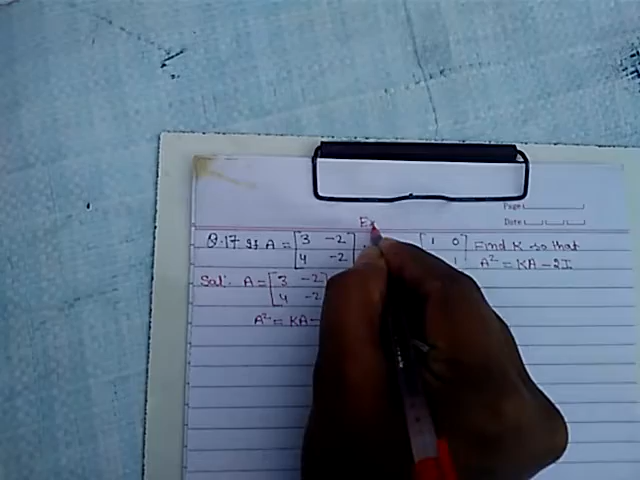 Page
Date
Ex
Q.17 If A = [3 -2 [1 0 Find K so that
4 -2] 1] A² = KA - 2I
Sol: A = [3 -2
4 -2
A² = KA -